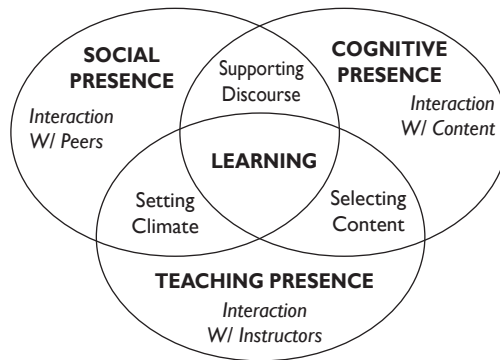 SOCIAL
PRESENCE
Interaction
W/ Peers
Supporting
Discourse
COGNITIVE
PRESENCE
Interaction
W/ Content
LEARNING
Setting
Climate
Selecting
Content
TEACHING PRESENCE
Interaction
W/ Instructors